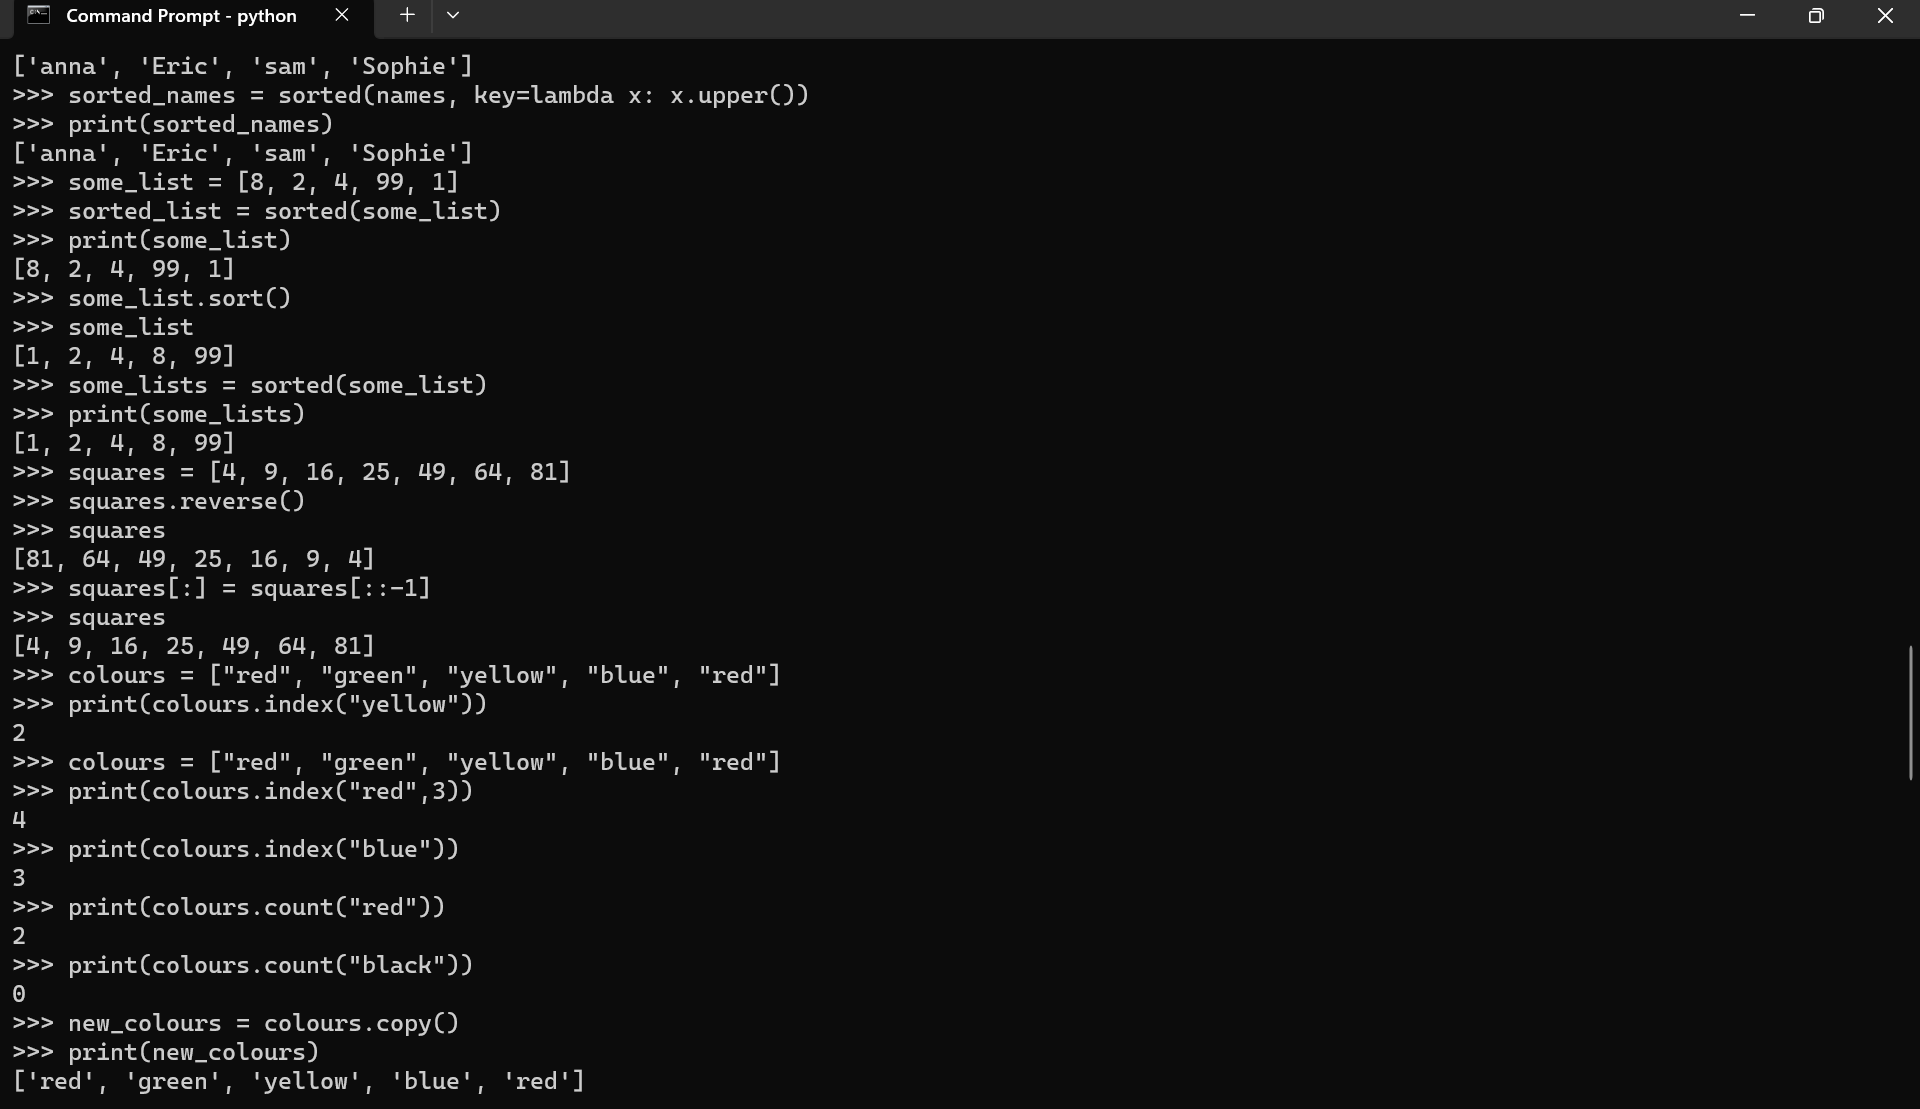 Command Prompt - python
['anna', 'Eric', 'sam', 'Sophie']
>>> sorted_names = sorted(names, key=lambda x: x.upper())
>>> print(sorted_names)
['anna', 'Eric', 'sam', 'Sophie']
>>> some_list = [8, 2, 4, 99, 1]
>>> sorted_list = sorted(some_list)
>>> print(some_list)
[8, 2, 4, 99, 1]
>>> some_list.sort()
>>> some_list
[1, 2, 4, 8, 99]
>>> some_lists = sorted(some_list)
>>> print(some_lists)
[1, 2, 4, 8, 99]
>>> squares = [4, 9, 16, 25, 49, 64, 81]
>>> squares.reverse()
>>> squares
[81, 64, 49, 25, 16, 9, 4]
>>> squares[:] = squares[::-1]
>>> squares
[4, 9, 16, 25, 49, 64, 81]
>>> colours = ["red", "green", "yellow", "blue", "red"]
>>> print(colours.index("yellow"))
2
>>> colours = ["red", "green", "yellow", "blue", "red"]
>>> print(colours.index("red",3))
4
>>> print(colours.index("blue"))
3
>>> print(colours.count("red"))
2
>>> print(colours.count("black"))
0
>>> new_colours = colours.copy()
>>> print(new_colours)
['red', 'green', 'yellow', 'blue', 'red']